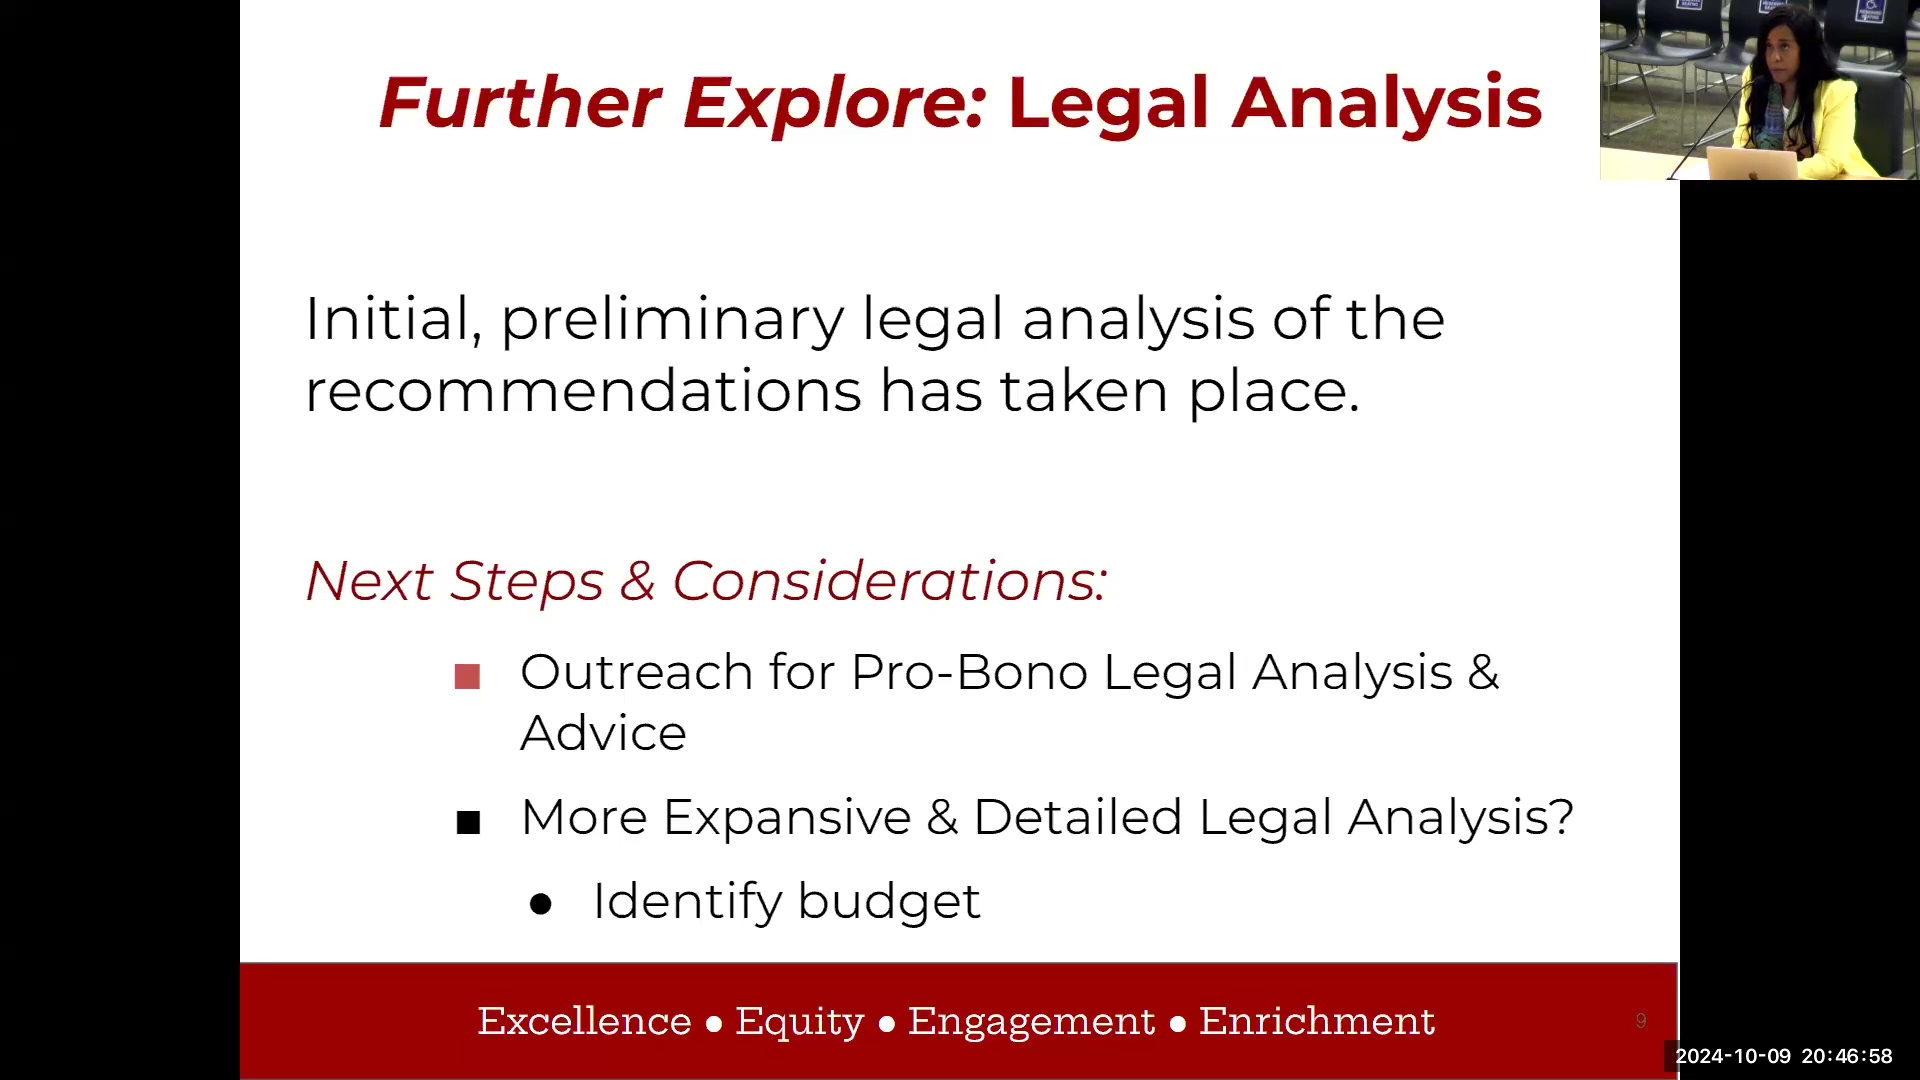 Further Explore: Legal Analysis
Initial, preliminary legal analysis of the
recommendations has taken place.
Next Steps & Considerations:
■ Outreach for Pro-Bono Legal Analysis &
Advice
■ More Expansive & Detailed Legal Analysis?
● Identify budget
Excellence ● Equity ● Engagement ● Enrichment
9
2024-10-09 20:46:58